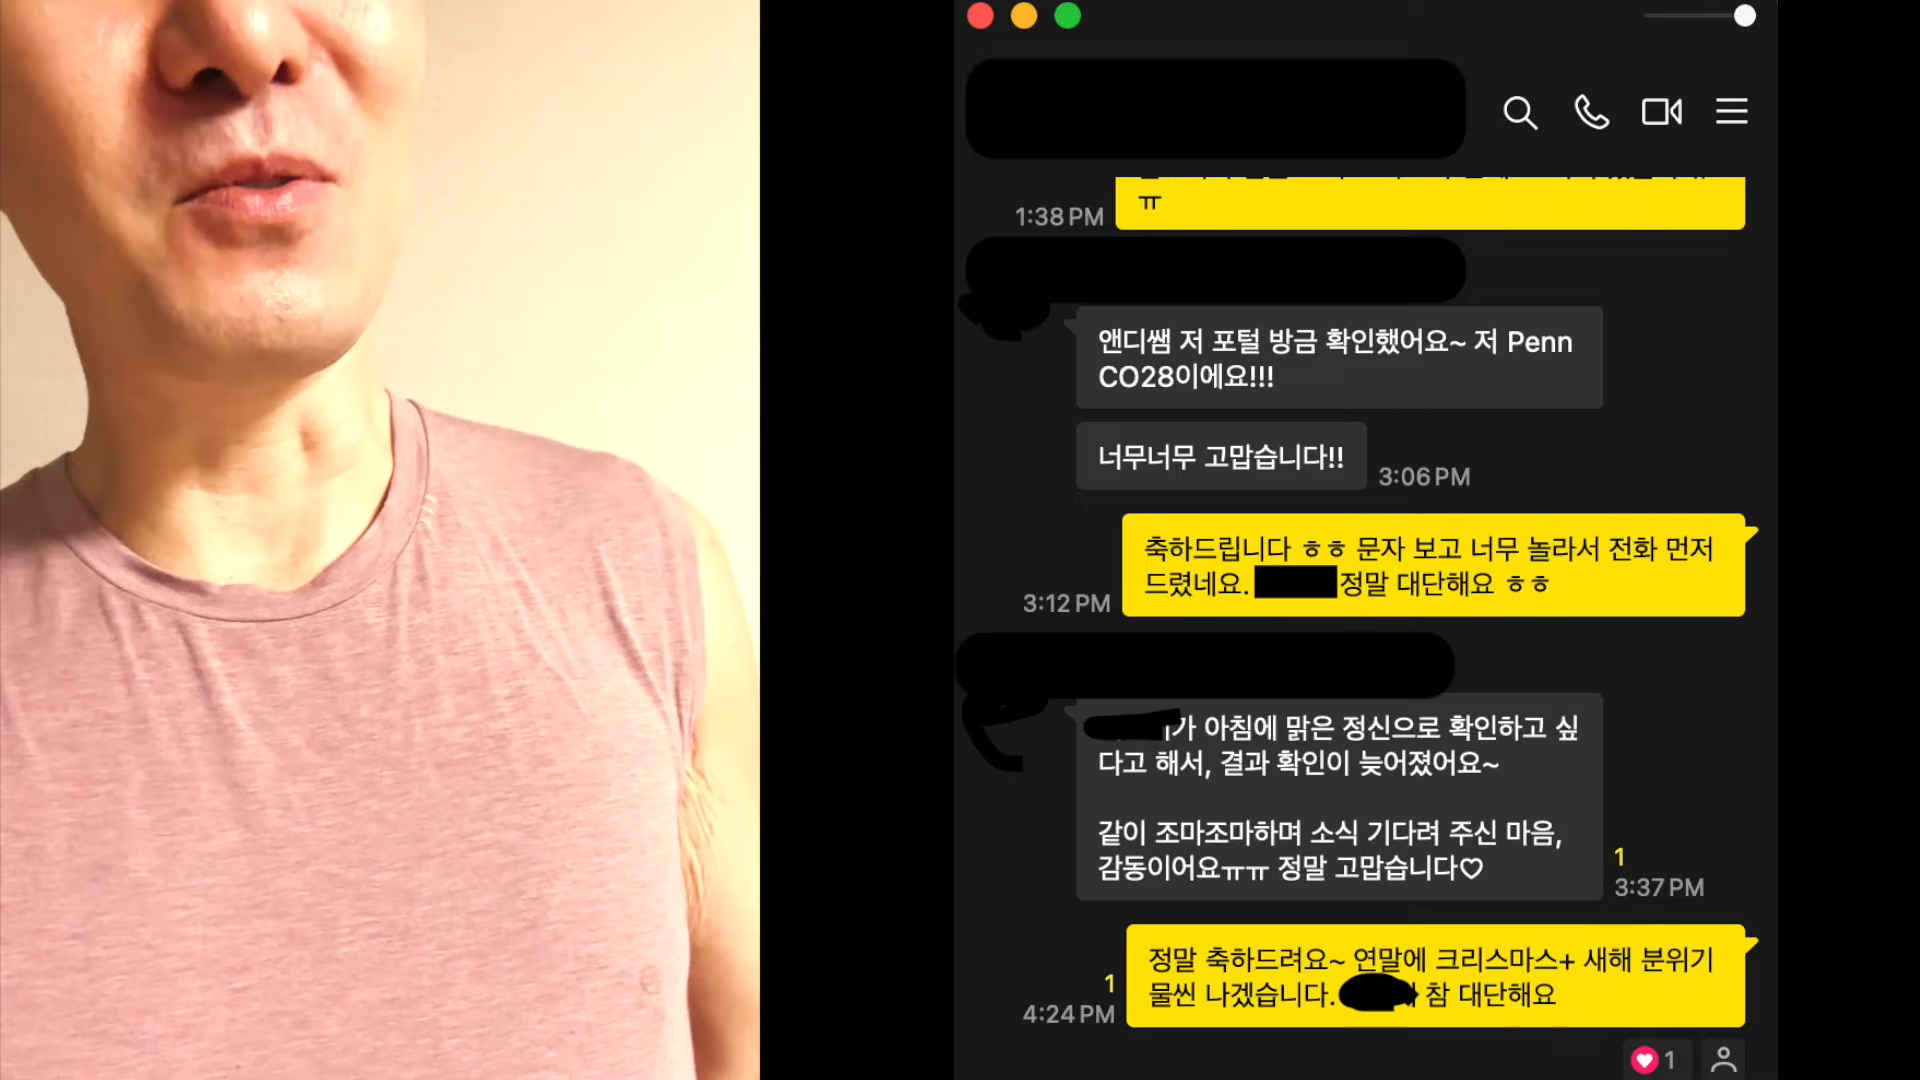 ㅠ
1:38 PM
앤디쌤 저 포털 방금 확인했어요~ 저 Penn
CO28이에요!!!
너무너무 고맙습니다!!
3:06 PM
축하드립니다 ㅎㅎ 문자 보고 너무 놀라서 전화 먼저
드렸네요. 정말 대단해요 ㅎㅎ
3:12 PM
가 아침에 맑은 정신으로 확인하고 싶
다고 해서, 결과 확인이 늦어졌어요~
같이 조마조마하며 소식 기다려 주신 마음,
감동이어요ㅠㅠ 정말 고맙습니다♡
1
3:37 PM
정말 축하드려요~ 연말에 크리스마스+ 새해 분위기
물씬 나겠습니다. 참 대단해요
1
4:24 PM
1